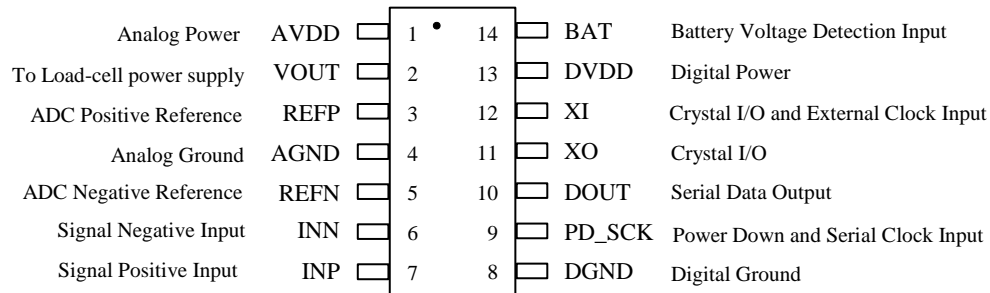 Analog Power AVDD 1 14 BAT Battery Voltage Detection Input
To Load-cell power supply VOUT 2 13 DVDD Digital Power
ADC Positive Reference REFP 3 12 XI Crystal I/O and External Clock Input
Analog Ground AGND 4 11 XO Crystal I/O
ADC Negative Reference REFN 5 10 DOUT Serial Data Output
Signal Negative Input INN 6 9 PD_SCK Power Down and Serial Clock Input
Signal Positive Input INP 7 8 DGND Digital Ground